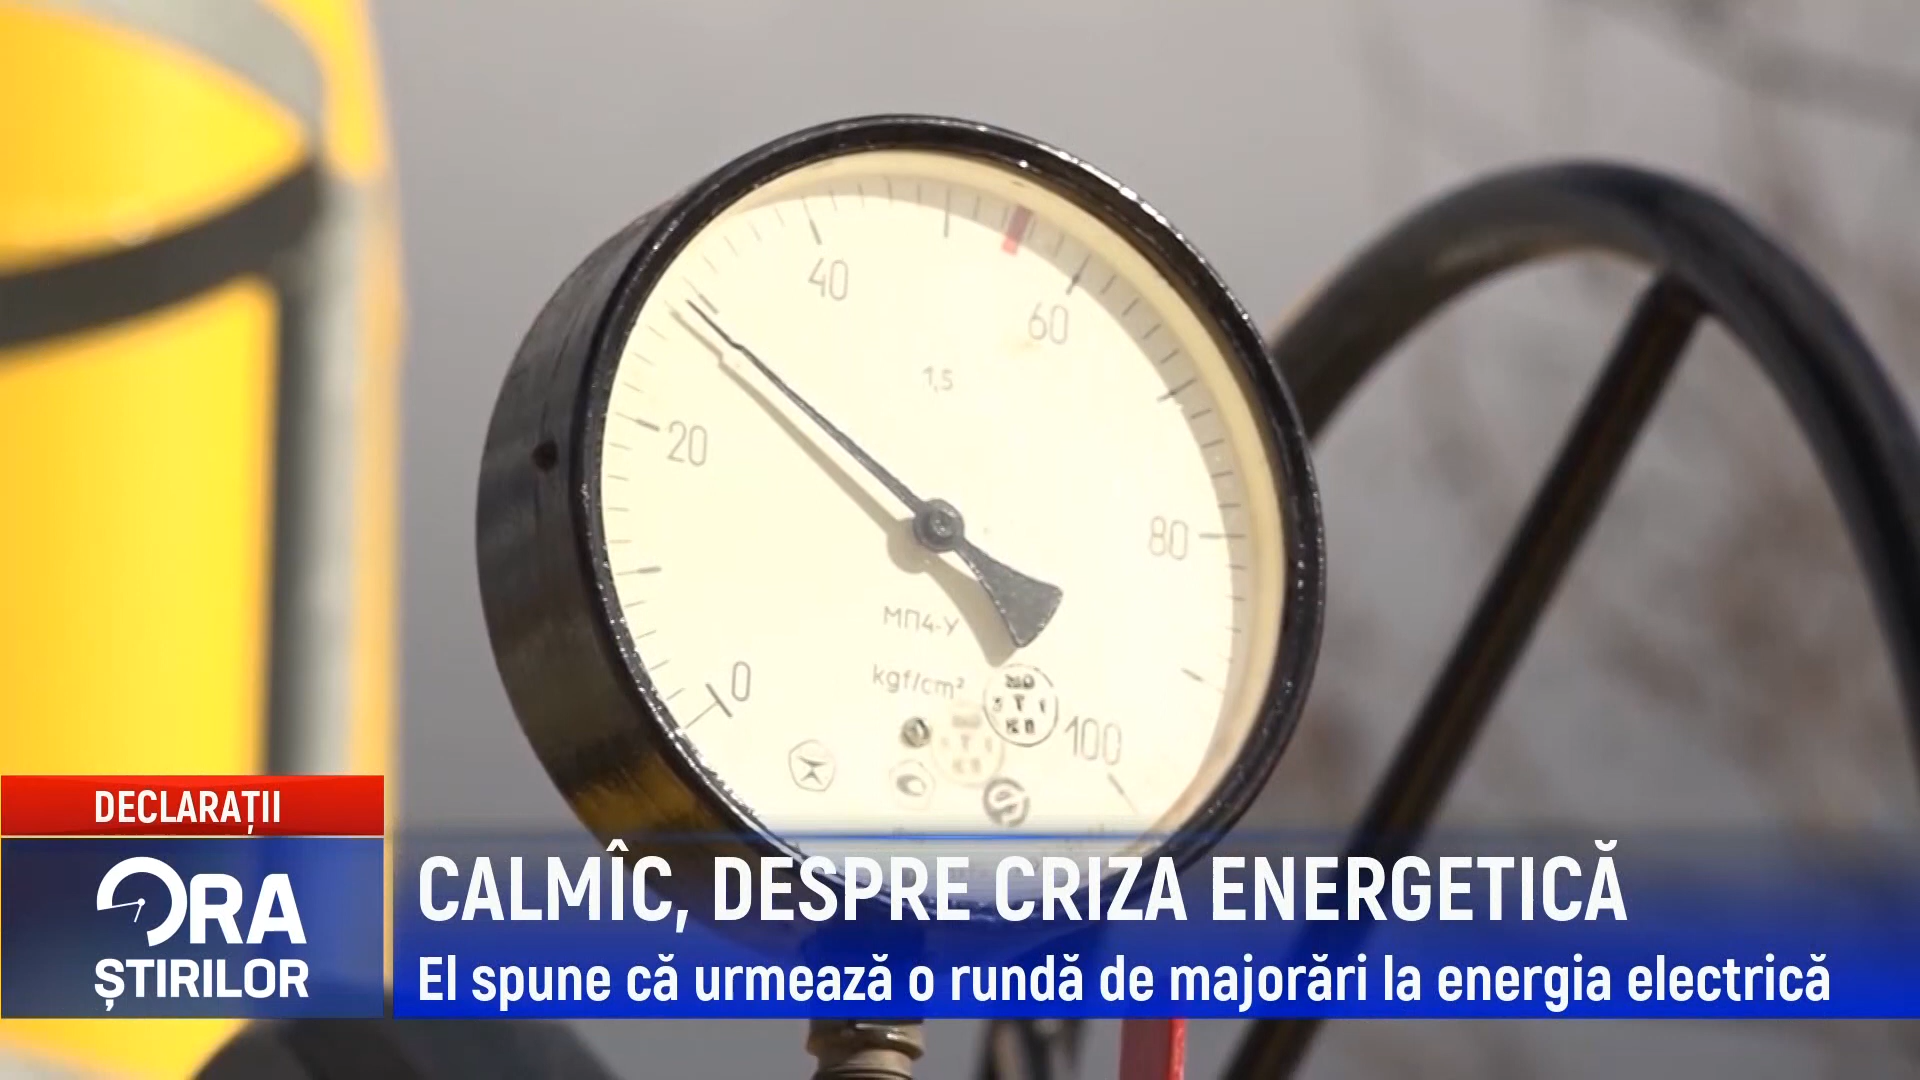 40
60
1,5
20
80
МП4-У
kgf/cm²
0
100
DECLARAȚII
ORA
ȘTIRILOR
CALMÎC, DESPRE CRIZA ENERGETICĂ
El spune că urmează o rundă de majorări la energia electrică